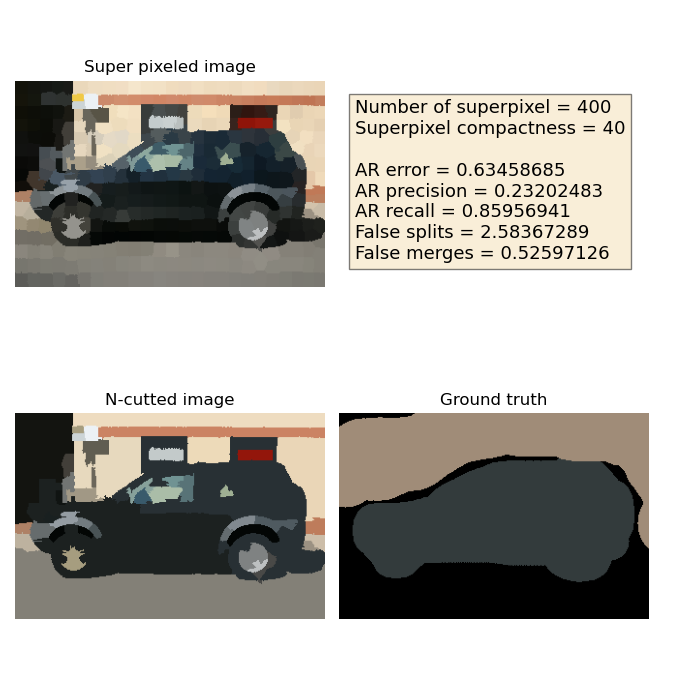 Super pixeled image
Number of superpixel = 400
Superpixel compactness = 40
AR error = 0.63458685
AR precision = 0.23202483
AR recall = 0.85956941
False splits = 2.58367289
False merges = 0.52597126
N-cutted image
Ground truth